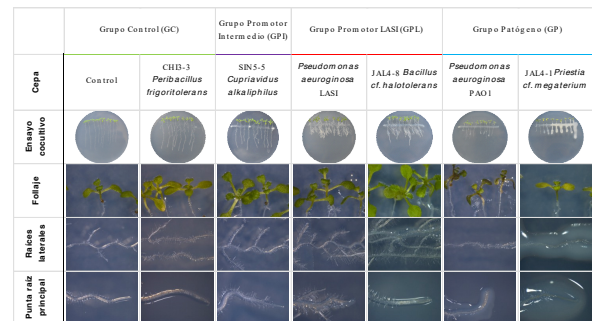 Grupo Control (GC)
Grupo Promotor
Intermedio (GPI)
Grupo Promotor LASI (GPL)
Grupo Patógeno (GP)
Cepa
Control
CHI3-3
Peribacillus
frigoritolerans
SIN5-5
Cupriavidus
alkaliphilus
Pseudomonas
aeuroginosa
LASI
JAL4-8 Bacillus
cf. halotolerans
Pseudomonas
aeuroginosa
PAO1
JAL4-1 Priestia
cf. megaterium
Ensayo
cocultivo
Follaje
Raíces
laterales
Punta raíz
principal